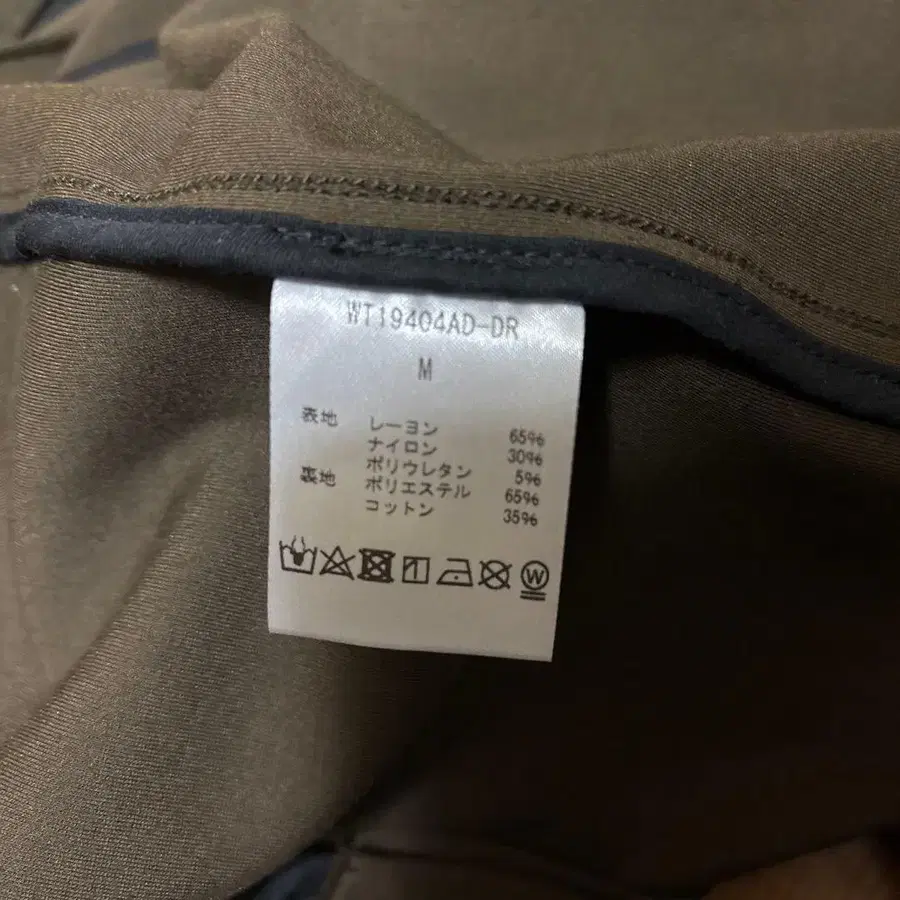 WT19404AD-DR
M
表地 レーヨン 65%
ナイロン 30%
ポリウレタン 5%
裏地 ポリエステル 65%
コットン 35%
W